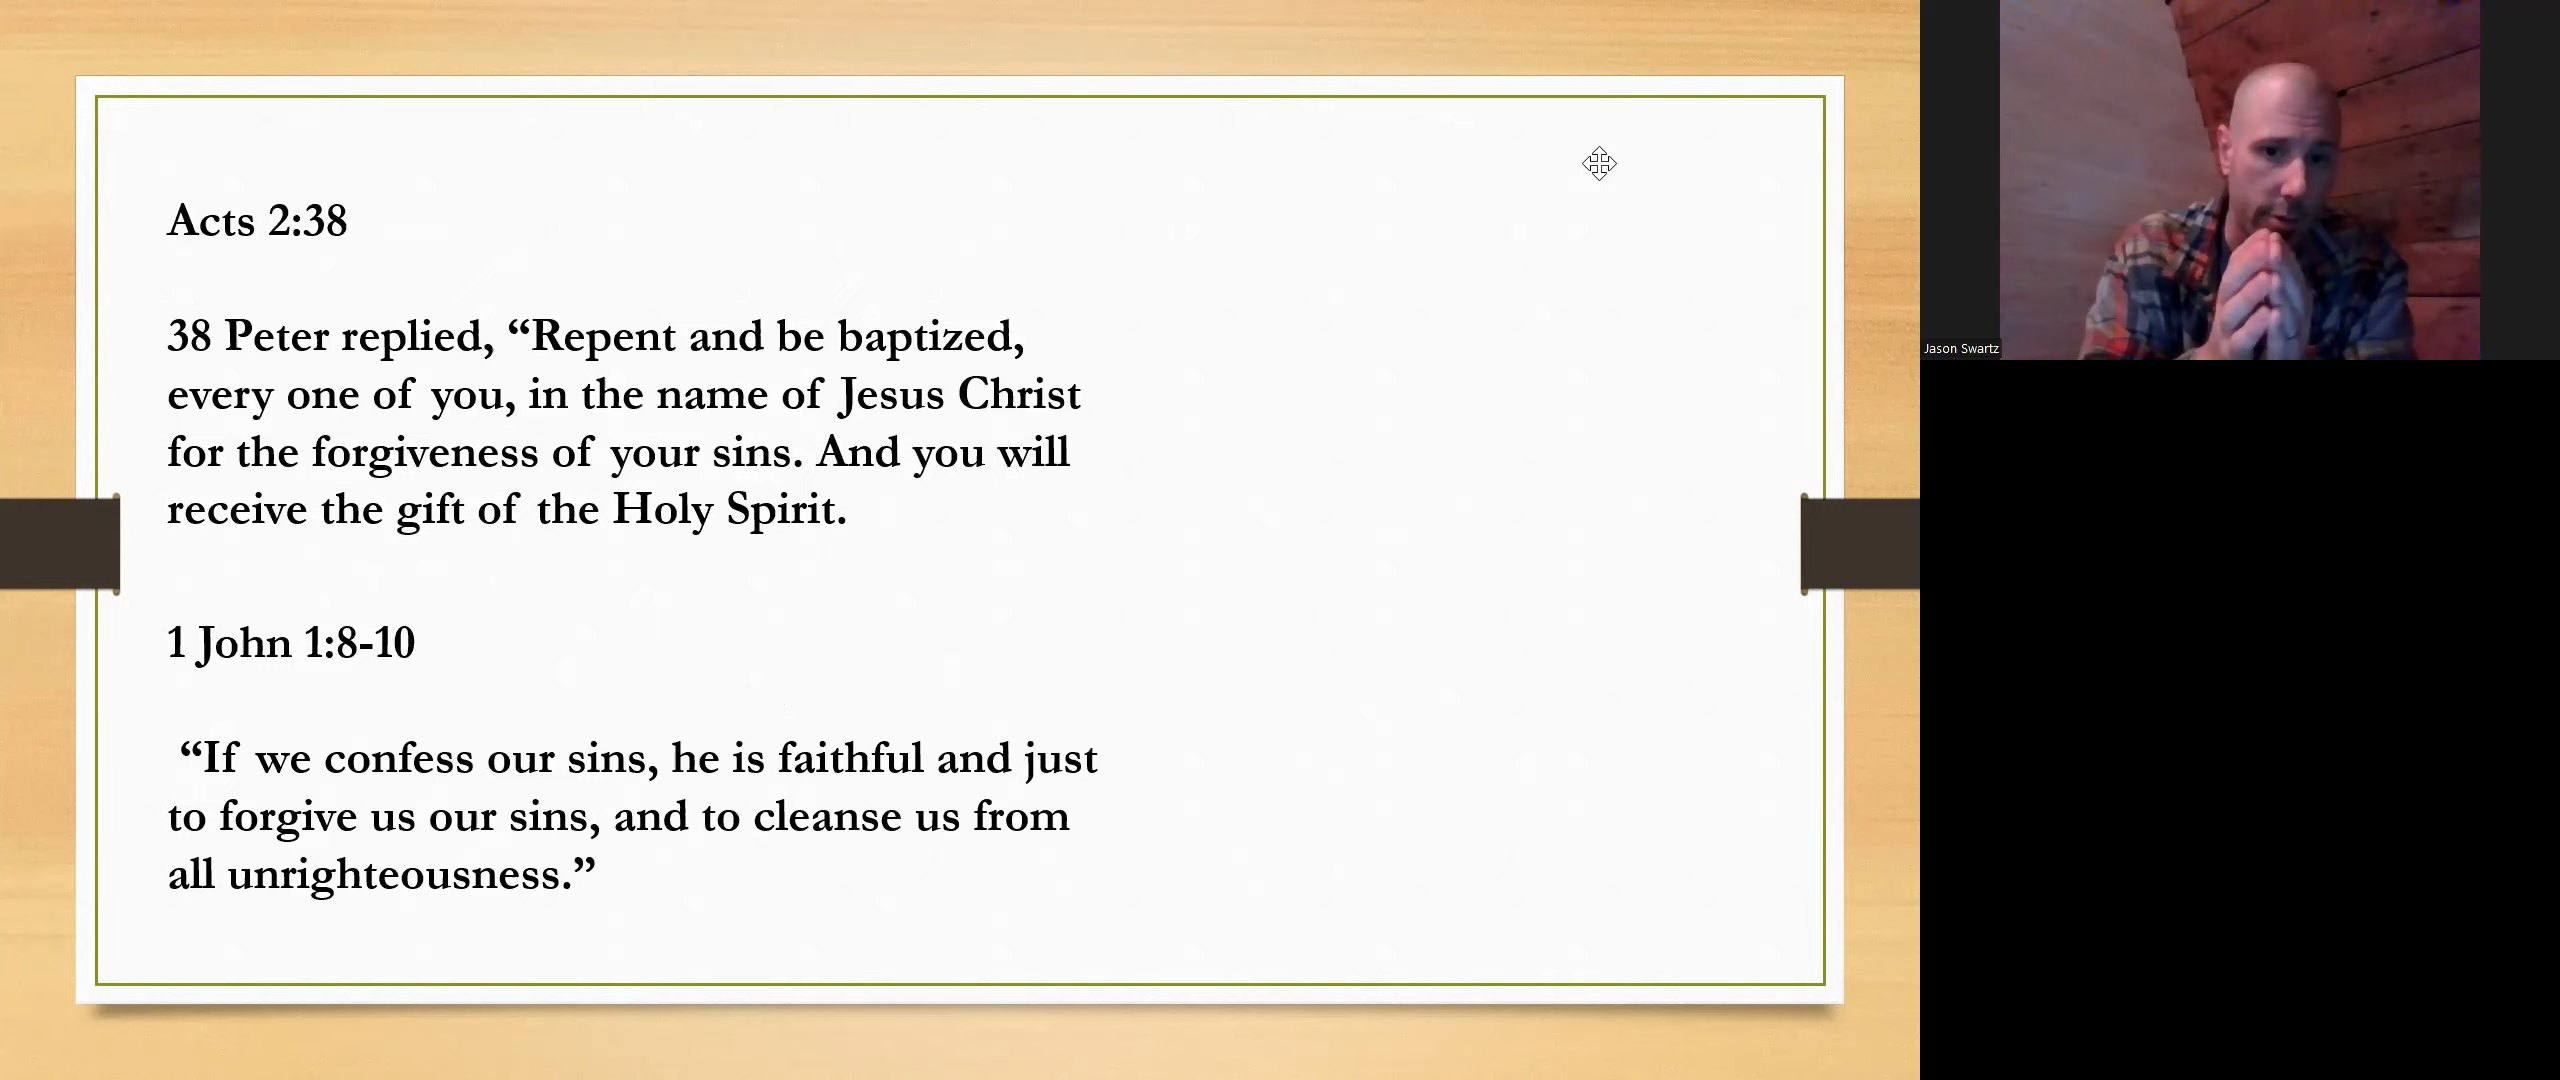 Acts 2:38
38 Peter replied, “Repent and be baptized,
every one of you, in the name of Jesus Christ
for the forgiveness of your sins. And you will
receive the gift of the Holy Spirit.
1 John 1:8-10
“If we confess our sins, he is faithful and just
to forgive us our sins, and to cleanse us from
all unrighteousness.”
Jason Swartz